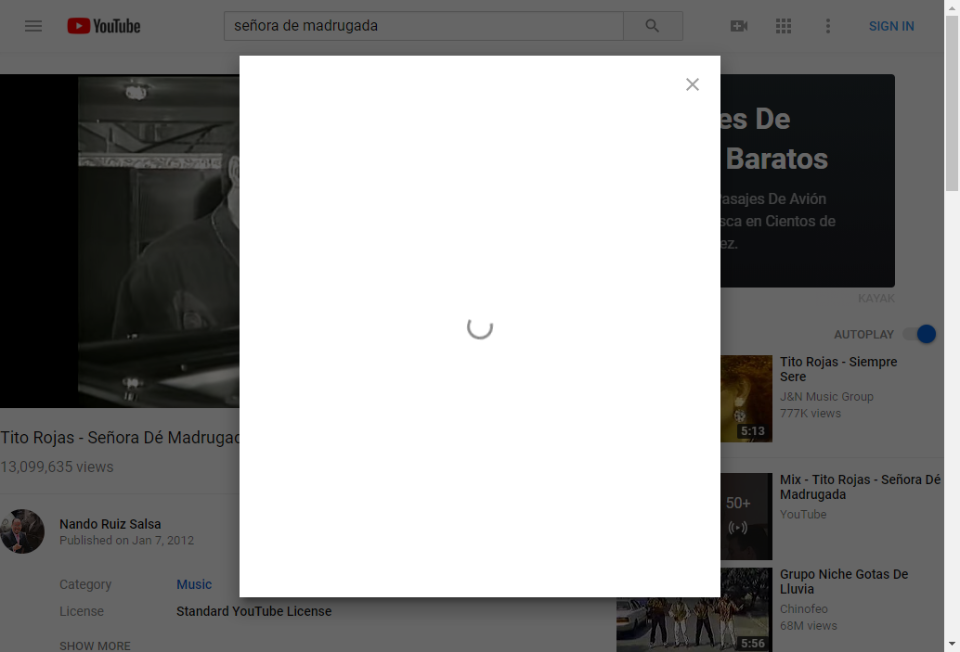 YouTube
señora de madrugada
SIGN IN
es De
Baratos
asajes De Avión
sca en Cientos de
ez.
KAYAK
AUTOPLAY
Tito Rojas - Siempre
Sere
J&N Music Group
777K views
5:13
Tito Rojas - Señora Dé Madrugad
13,099,635 views
Mix - Tito Rojas - Señora Dé
Madrugada
YouTube
50+
Nando Ruiz Salsa
Published on Jan 7, 2012
Category
Music
License
Standard YouTube License
SHOW MORE
Grupo Niche Gotas De
Lluvia
Chinofeo
68M views
5:56